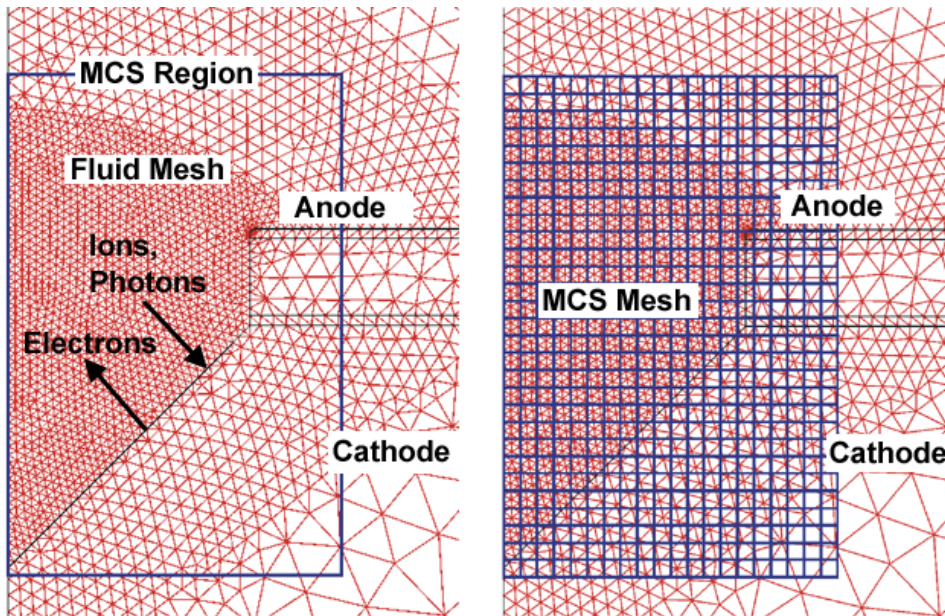 MCS Region
Fluid Mesh
Anode
Ions,
Photons
Electrons
Cathode
Anode
MCS Mesh
Cathode